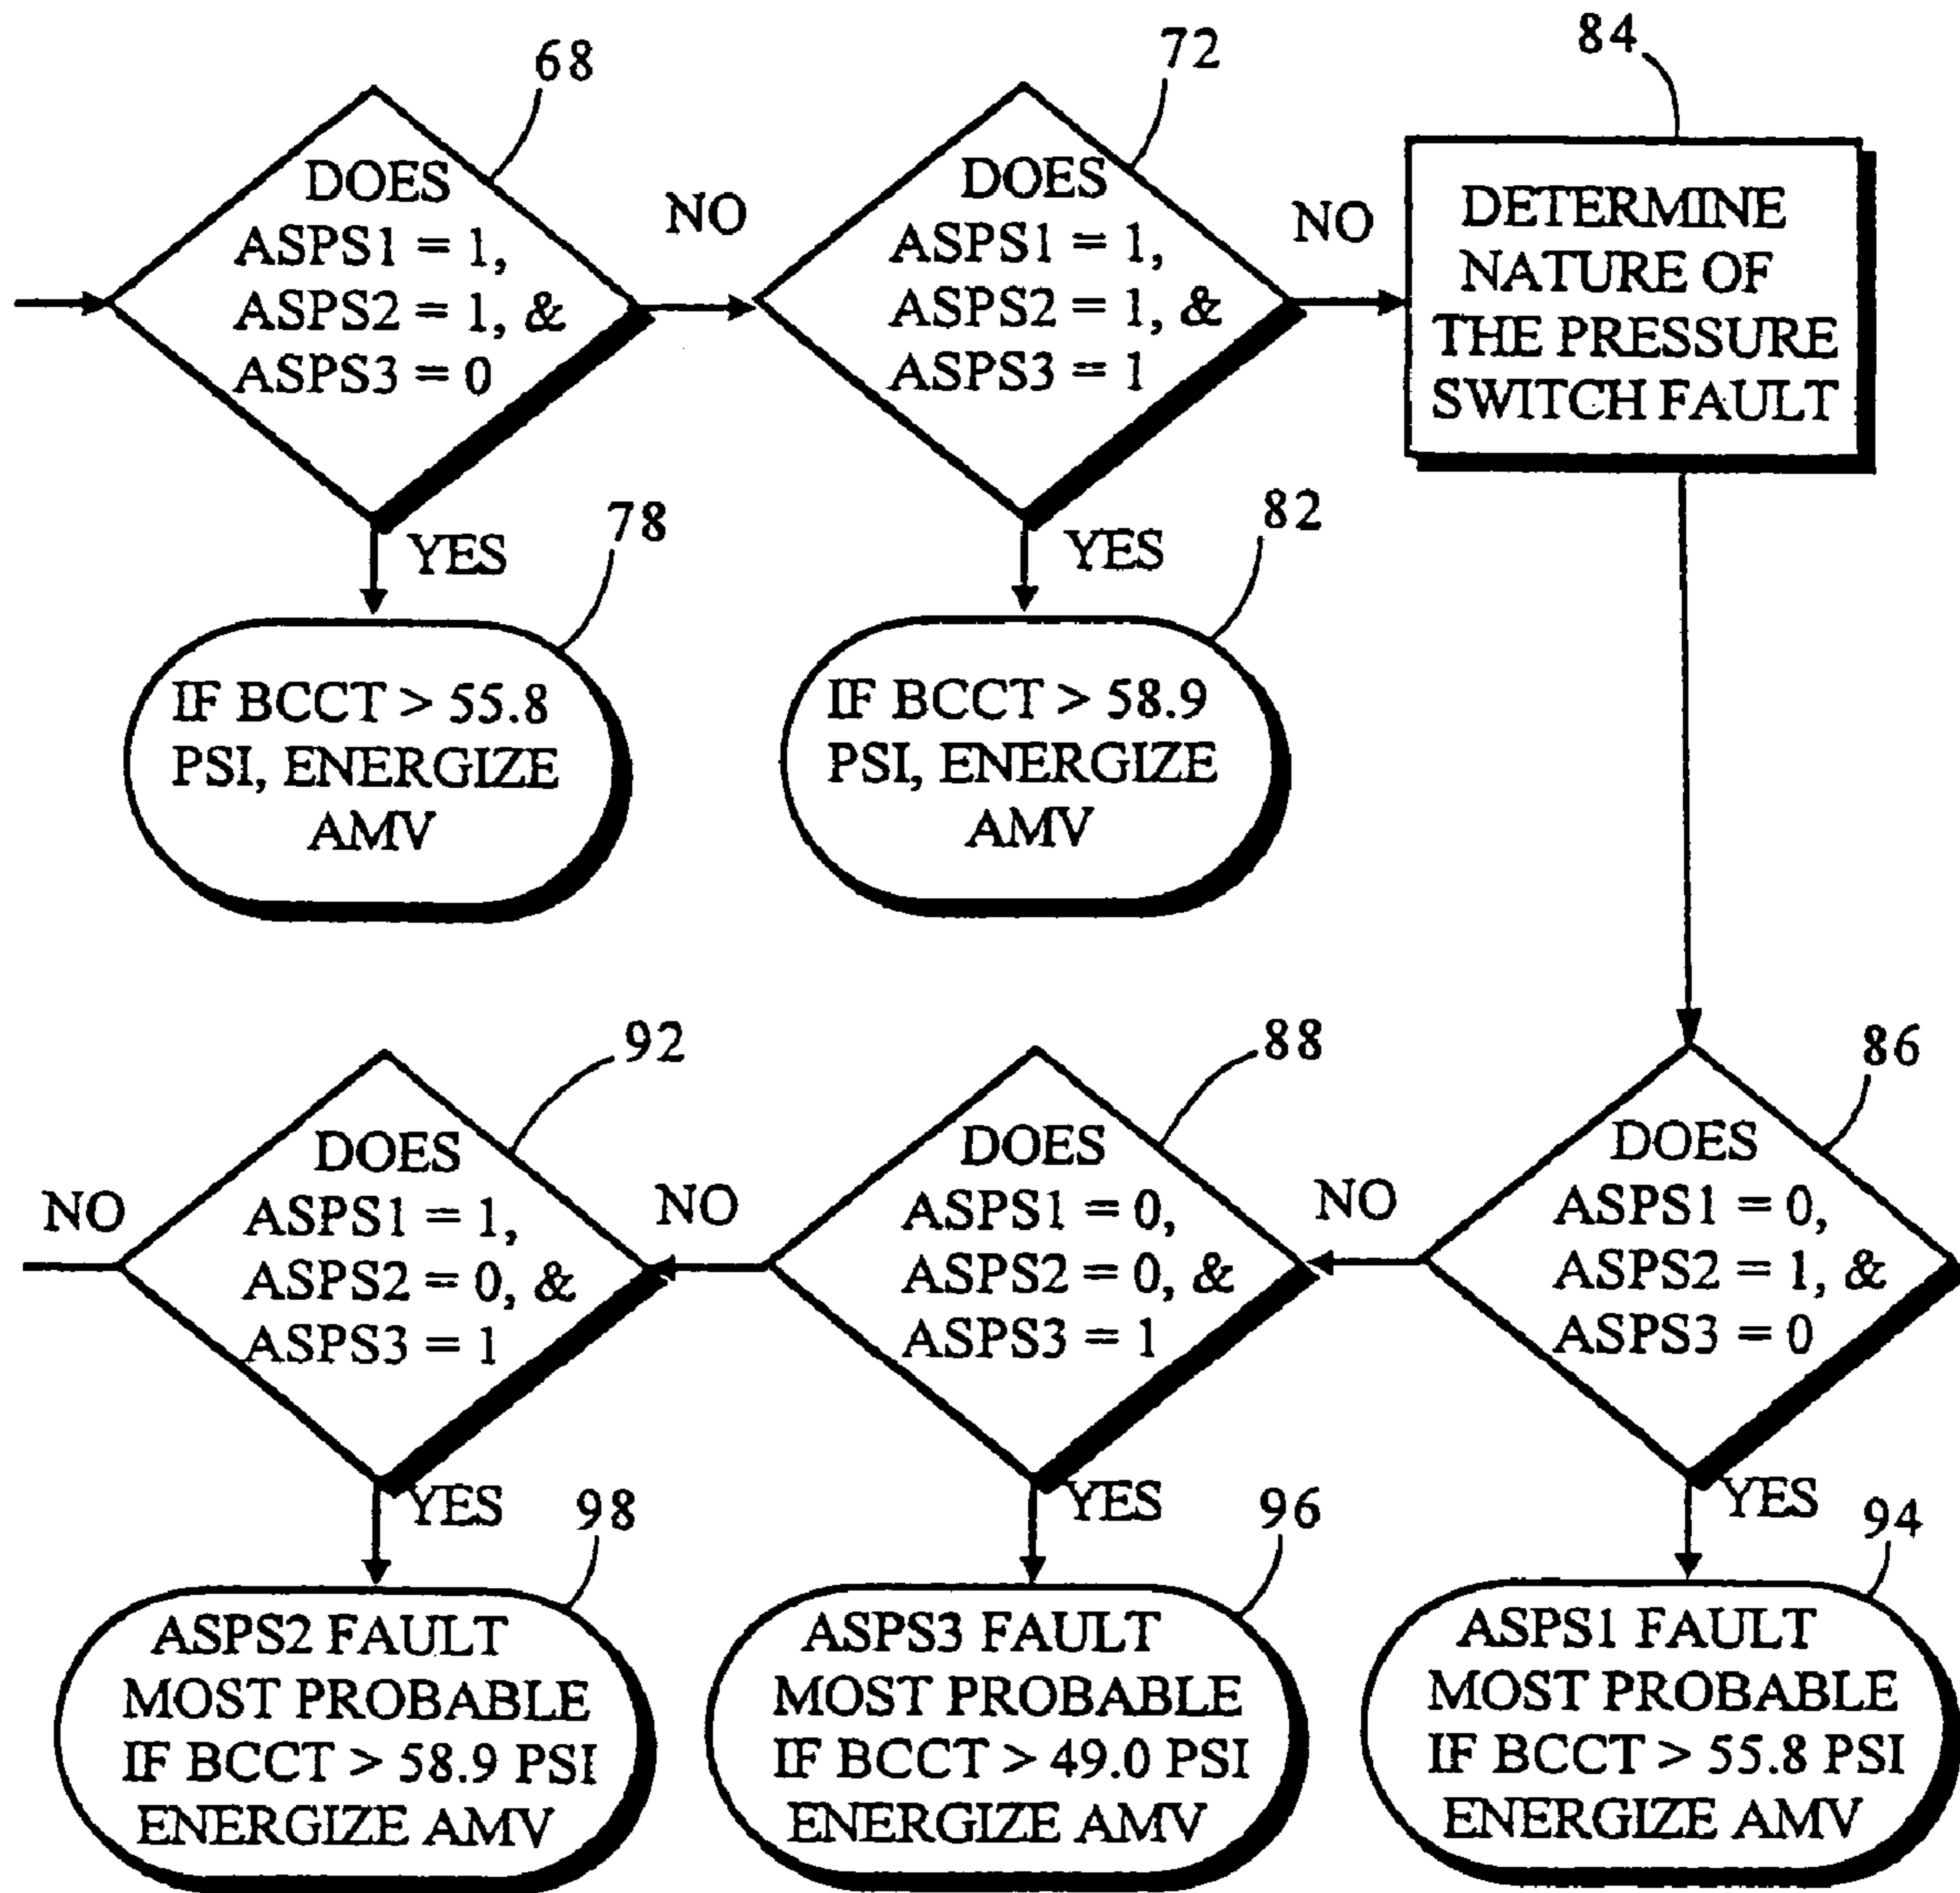 68
DOES
ASPS1 = 1,
ASPS2 = 1, &
ASPS3 = 0
NO
YES
78
IF BCCT > 55.8
PSI, ENERGIZE
AMV
72
DOES
ASPS1 = 1,
ASPS2 = 1, &
ASPS3 = 1
NO
YES
82
IF BCCT > 58.9
PSI, ENERGIZE
AMV
84
DETERMINE
NATURE OF
THE PRESSURE
SWITCH FAULT
86
DOES
ASPS1 = 0,
ASPS2 = 1, &
ASPS3 = 0
NO
YES
94
ASPS1 FAULT
MOST PROBABLE
IF BCCT > 55.8 PSI
ENERGIZE AMV
88
DOES
ASPS1 = 0,
ASPS2 = 0, &
ASPS3 = 1
NO
YES
96
ASPS3 FAULT
MOST PROBABLE
IF BCCT > 49.0 PSI
ENERGIZE AMV
92
DOES
ASPS1 = 1,
ASPS2 = 0, &
ASPS3 = 1
NO
YES
98
ASPS2 FAULT
MOST PROBABLE
IF BCCT > 58.9 PSI
ENERGIZE AMV